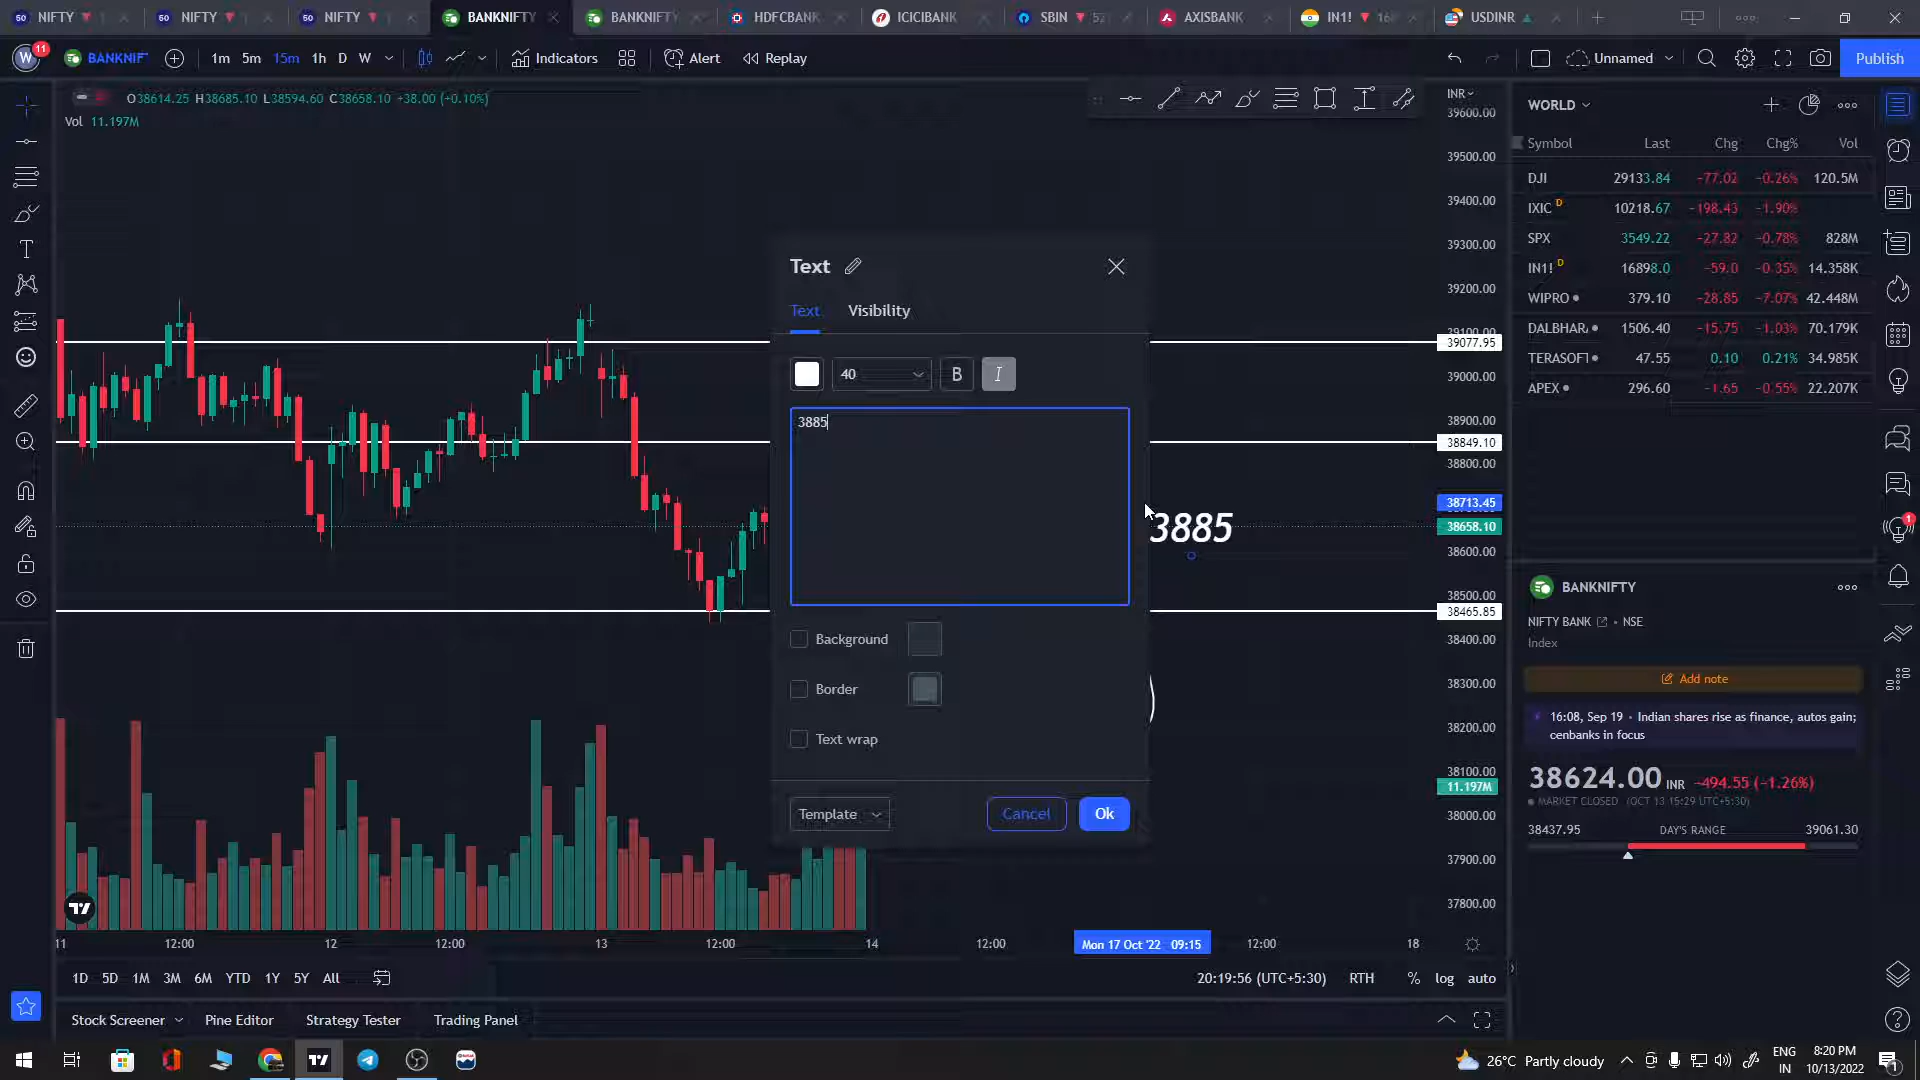 NIFTY NIFTY NIFTY BANKNIFTY BANKNIFTY HDFCBANK ICICIBANK SBIN 52 AXISBANK IN1! 16 USDINR
W 11 BANKNIF 1m 5m 15m 1h D W Indicators Alert Replay Unnamed Publish
O38614.25 H38685.10 L38594.60 C38658.10 +38.00 (+0.10%)
Vol 11.197M
INR
39600.00
39500.00
39400.00
39300.00
39200.00
39100.00
39077.95
39000.00
38900.00
38849.10
38800.00
38713.45
38658.10
38600.00
38500.00
38465.85
38400.00
38300.00
38200.00
38100.00
11.197M
38000.00
37900.00
37800.00
Text
Text Visibility
40 B I
3885
3885
Background
Border
Text wrap
Template Cancel Ok
11 12:00 12 12:00 13 12:00 14 12:00 Mon 17 Oct '22 09:15 12:00 18
1D 5D 1M 3M 6M YTD 1Y 5Y All 20:19:56 (UTC+5:30) RTH % log auto
Stock Screener Pine Editor Strategy Tester Trading Panel
WORLD
Symbol Last Chg Chg% Vol
DJI 29133.84 -77.02 -0.26% 120.5M
IXIC D 10218.67 -198.43 -1.90%
SPX 3549.22 -27.82 -0.78% 828M
IN1! D 16898.0 -59.0 -0.35% 14.358K
WIPRO 379.10 -28.85 -7.07% 42.448M
DALBHAR 1506.40 -15.75 -1.03% 70.179K
TERASOFT 47.55 0.10 0.21% 34.985K
APEX 296.60 -1.65 -0.55% 22.207K
BANKNIFTY
NIFTY BANK • NSE
Index
Add note
16:08, Sep 19 • Indian shares rise as finance, autos gain;
cenbanks in focus
38624.00 INR -494.55 (-1.26%)
MARKET CLOSED (OCT 13 15:29 UTC+5:30)
38437.95 DAY'S RANGE 39061.30
26°C Partly cloudy ENG IN 8:20 PM 10/13/2022